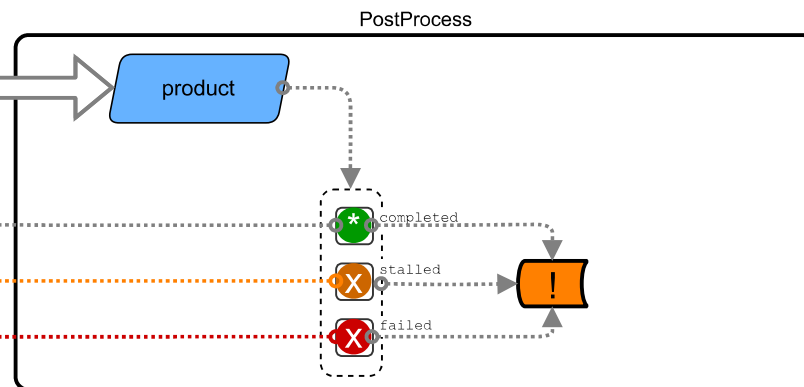 PostProcess
product
*
completed
x
stalled
!
x
failed